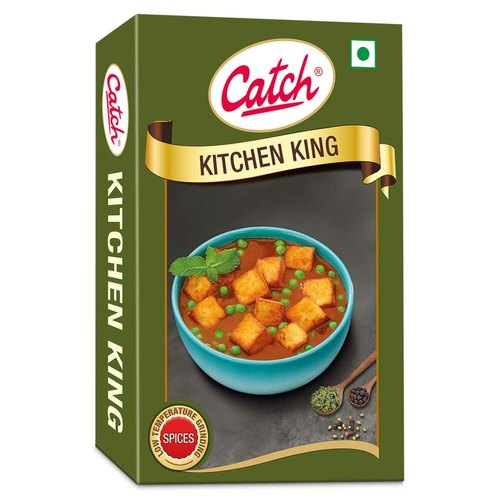 Catch®
KITCHEN KING
LOW TEMPERATURE GRINDING
SPICES
Catch®
KITCHEN KING